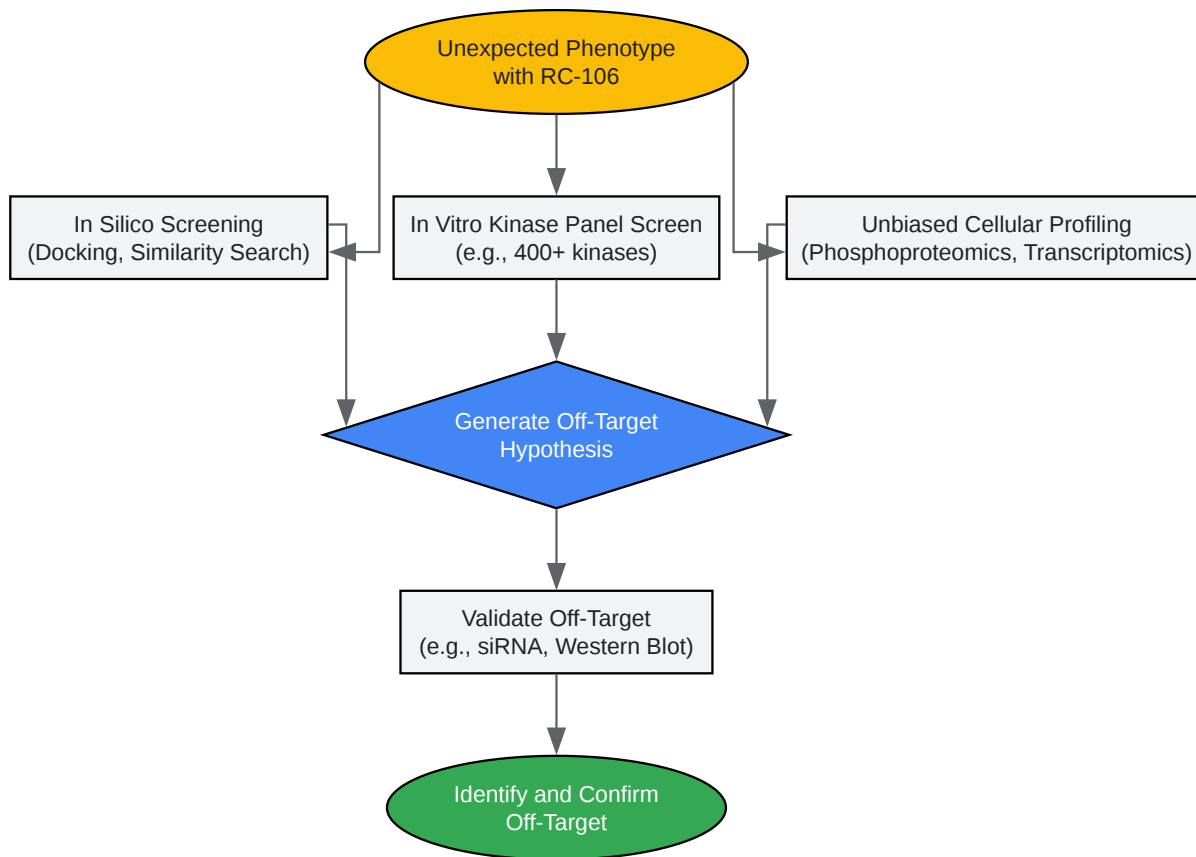 Unexpected Phenotype
with RC-106
In Silico Screening
(Docking, Similarity Search)
In Vitro Kinase Panel Screen
(e.g., 400+ kinases)
Unbiased Cellular Profiling
(Phosphoproteomics, Transcriptomics)
Generate Off-Target
Hypothesis
Validate Off-Target
(e.g., siRNA, Western Blot)
Identify and Confirm
Off-Target